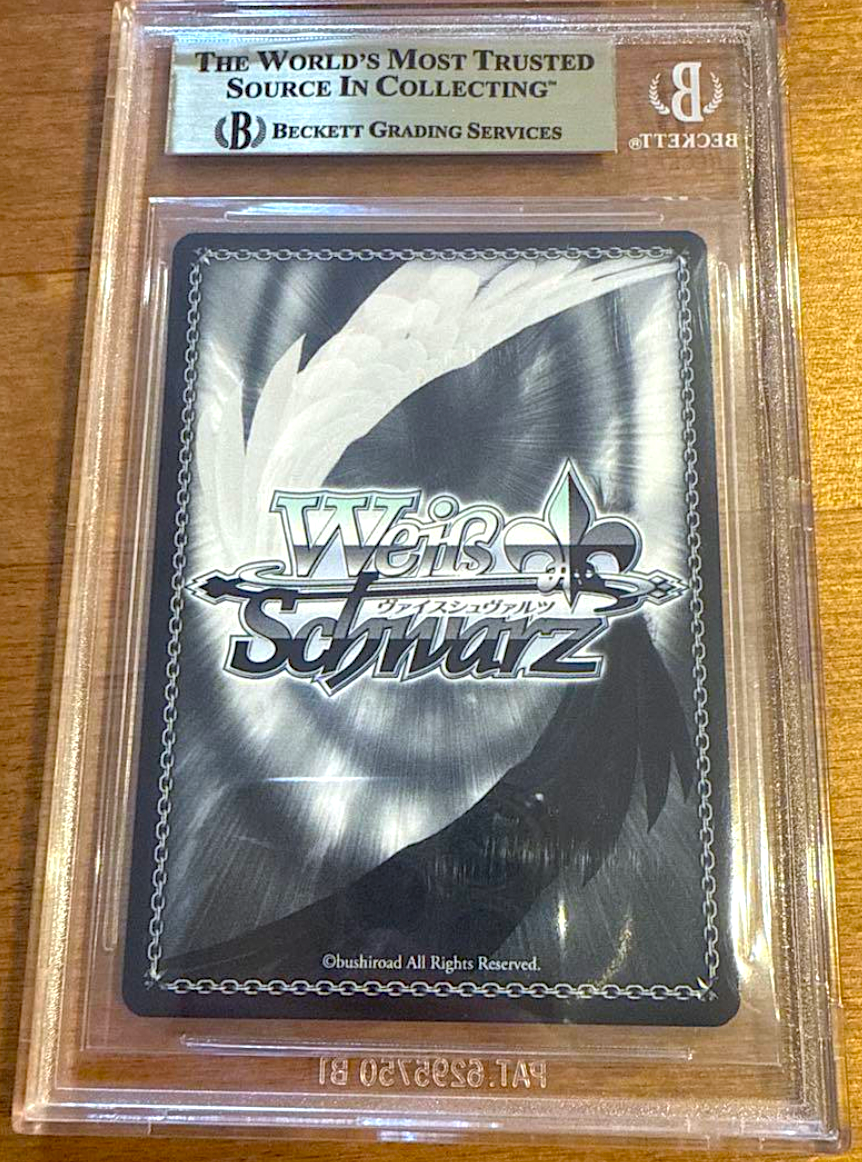 THE WORLD'S MOST TRUSTED
SOURCE IN COLLECTING™
B BECKETT GRADING SERVICES
B
BECKETT®
Weiß
ヴァイスシュヴァルツ
Schwarz
©bushiroad All Rights Reserved.
PAT. 6295750 B1